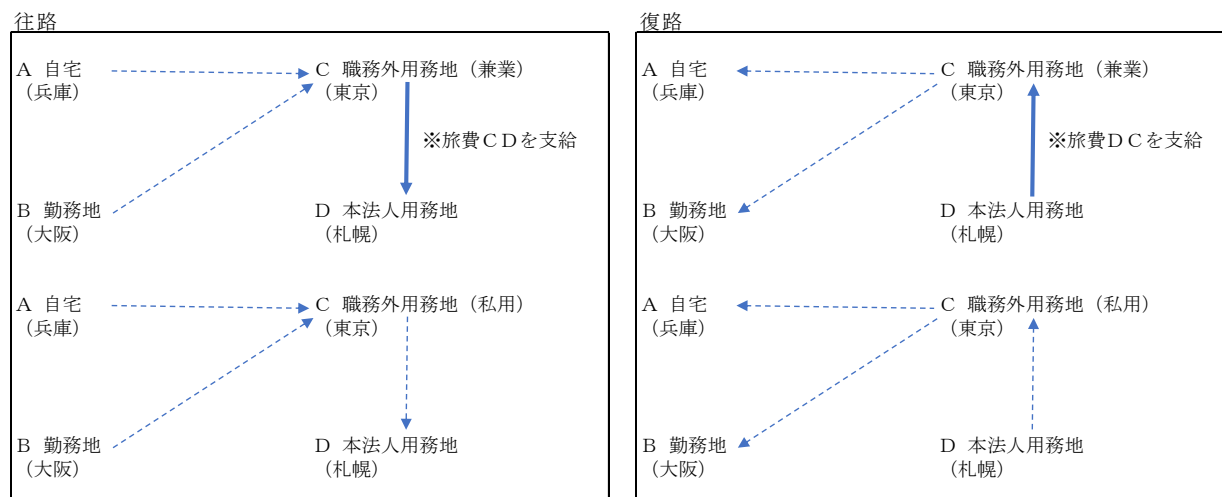 往路
A 自宅
(兵庫)
C 職務外用務地（兼業）
(東京)
※旅費ＣＤを支給
B 勤務地
(大阪)
D 本法人用務地
(札幌)
A 自宅
(兵庫)
C 職務外用務地（私用）
(東京)
B 勤務地
(大阪)
D 本法人用務地
(札幌)
復路
A 自宅
(兵庫)
C 職務外用務地（兼業）
(東京)
※旅費ＤＣを支給
B 勤務地
(大阪)
D 本法人用務地
(札幌)
A 自宅
(兵庫)
C 職務外用務地（私用）
(東京)
B 勤務地
(大阪)
D 本法人用務地
(札幌)